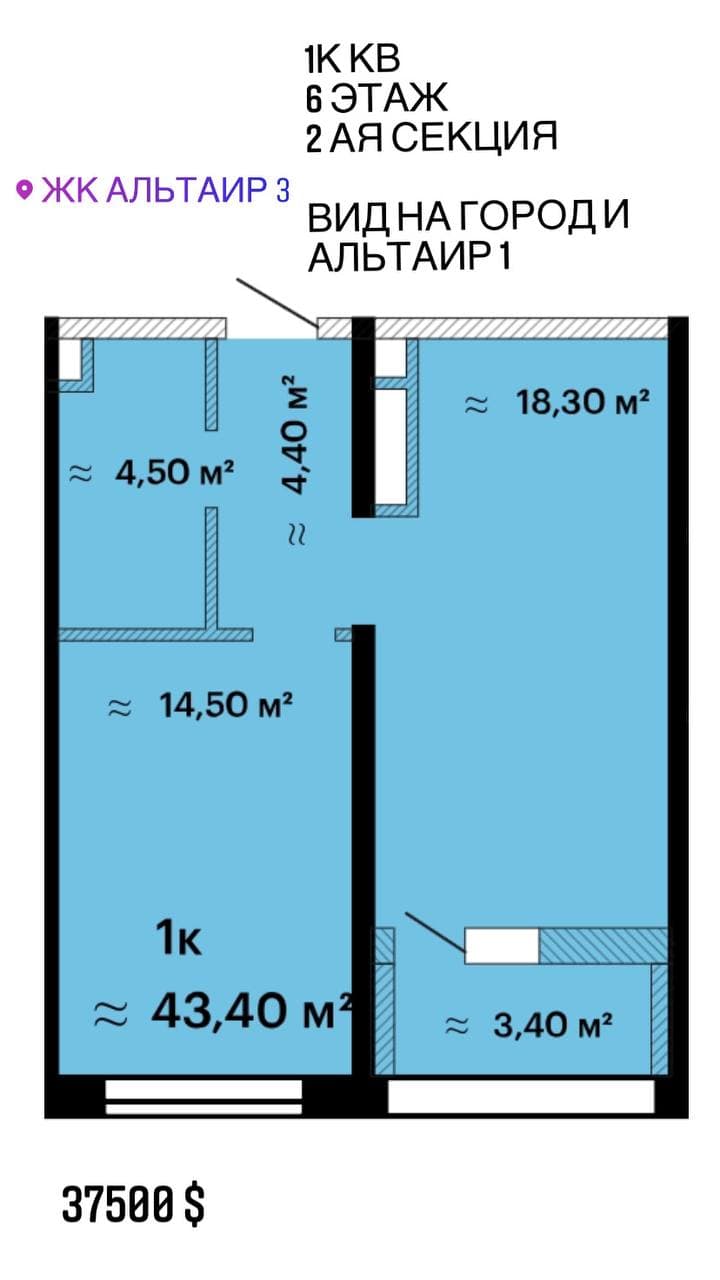 1К КВ
6 ЭТАЖ
2 АЯ СЕКЦИЯ
ЖК АЛЬТАИР 3
ВИД НА ГОРОД И
АЛЬТАИР 1
≈ 18,30 м²
≈ 4,40 м²
≈ 4,50 м²
≈ 14,50 м²
1к
≈ 43,40 м²
≈ 3,40 м²
37500 $